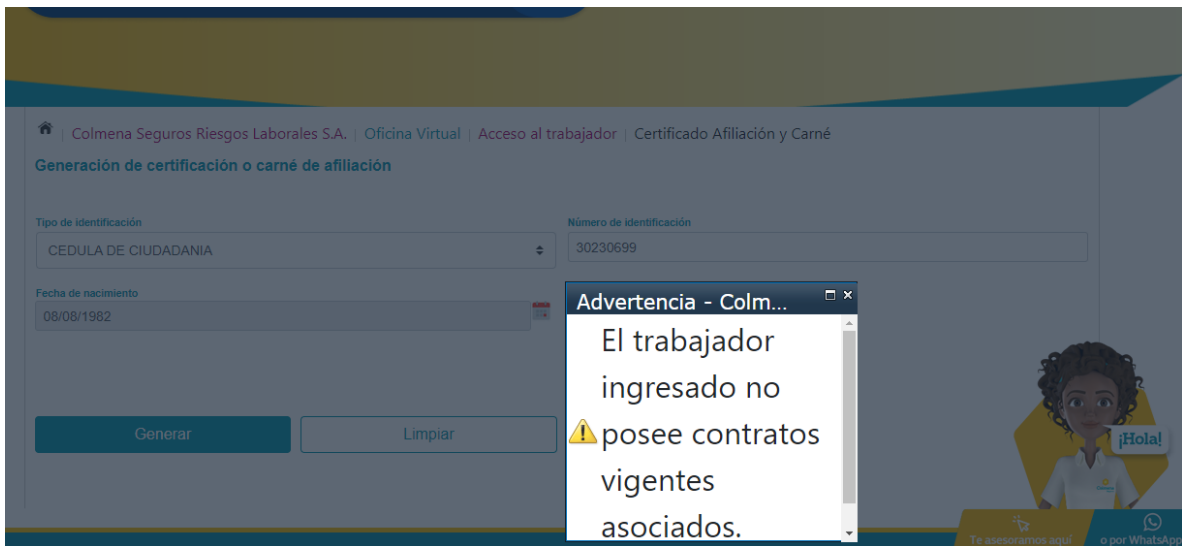 | Colmena Seguros Riesgos Laborales S.A. | Oficina Virtual | Acceso al trabajador | Certificado Afiliación y Carné
Generación de certificación o carné de afiliación
Tipo de identificación
Número de identificación
CEDULA DE CIUDADANIA
30230699
Fecha de nacimiento
08/08/1982
Advertencia - Colm...
El trabajador
ingresado no
posee contratos
vigentes
asociados.
Generar
Limpiar
¡Hola!
Te asesoramos aquí
o por WhatsApp